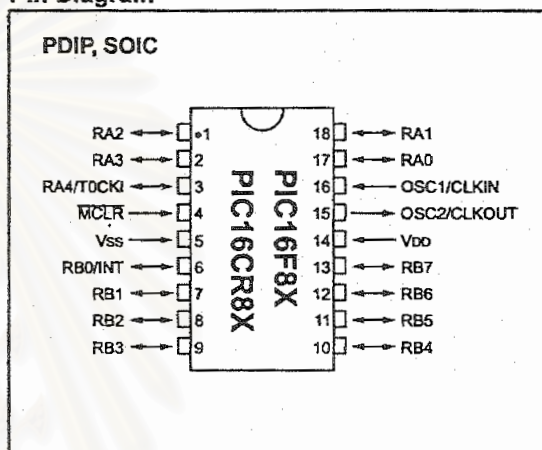 Pin Diagram
PDIP, SOIC
RA2 •1 18 RA1
RA3 2 17 RA0
RA4/T0CKI 3 16 OSC1/CLKIN
MCLR 4 15 OSC2/CLKOUT
Vss 5 14 VDD
RB0/INT 6 13 RB7
RB1 7 12 RB6
RB2 8 11 RB5
RB3 9 10 RB4
PIC16F8X
PIC16CR8X